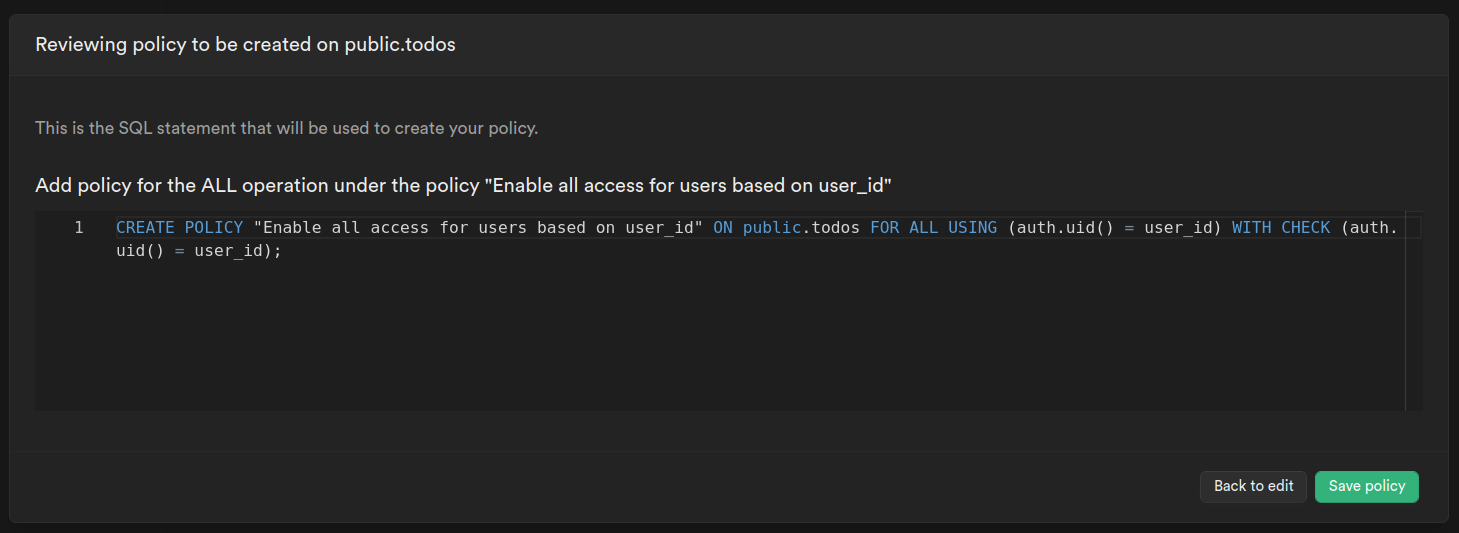 Reviewing policy to be created on public.todos
This is the SQL statement that will be used to create your policy.
Add policy for the ALL operation under the policy "Enable all access for users based on user_id"
1 CREATE POLICY "Enable all access for users based on user_id" ON public.todos FOR ALL USING (auth.uid() = user_id) WITH CHECK (auth.
uid() = user_id);
Back to edit Save policy